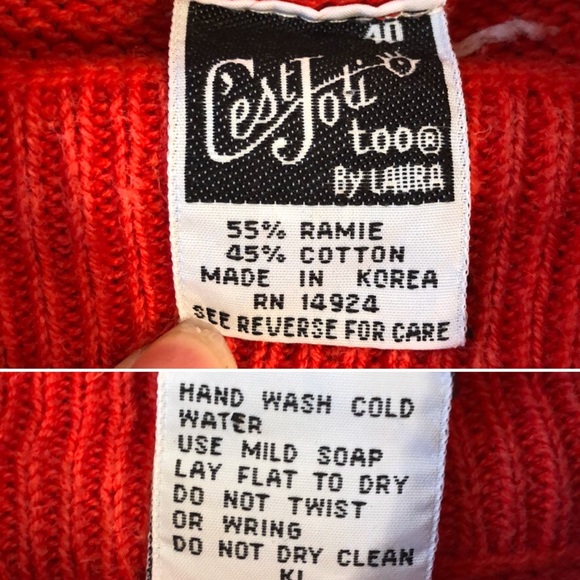 40
C'est Joli
too®
By LAURA
55% RAMIE
45% COTTON
MADE IN KOREA
RN 14924
SEE REVERSE FOR CARE
HAND WASH COLD
WATER
USE MILD SOAP
LAY FLAT TO DRY
DO NOT TWIST
OR WRING
DO NOT DRY CLEAN
KL